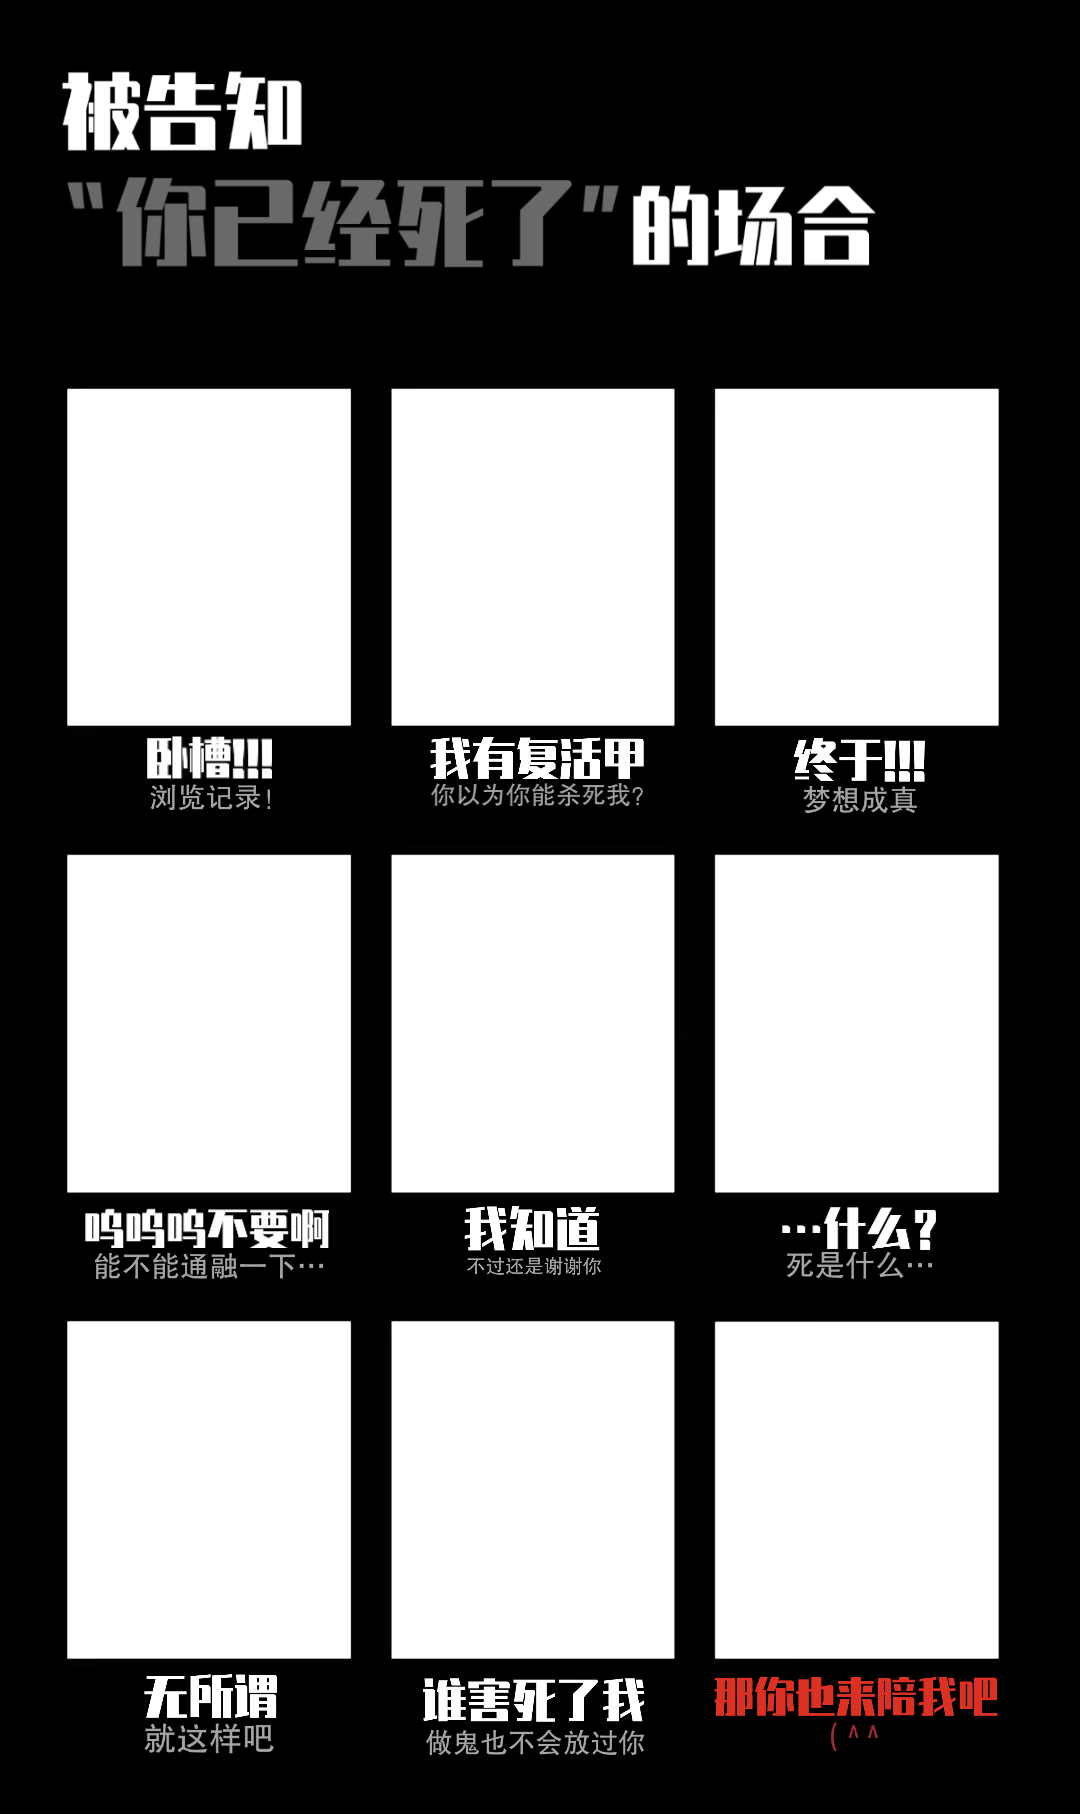 被告知
“你已经死了”的场合
卧槽!!!
浏览记录!
我有复活甲
你以为你能杀死我?
终于!!!
梦想成真
呜呜呜不要啊
能不能通融一下…
我知道
不过还是谢谢你
…什么?
死是什么…
无所谓
就这样吧
谁害死了我
做鬼也不会放过你
那你也来陪我吧
(^^